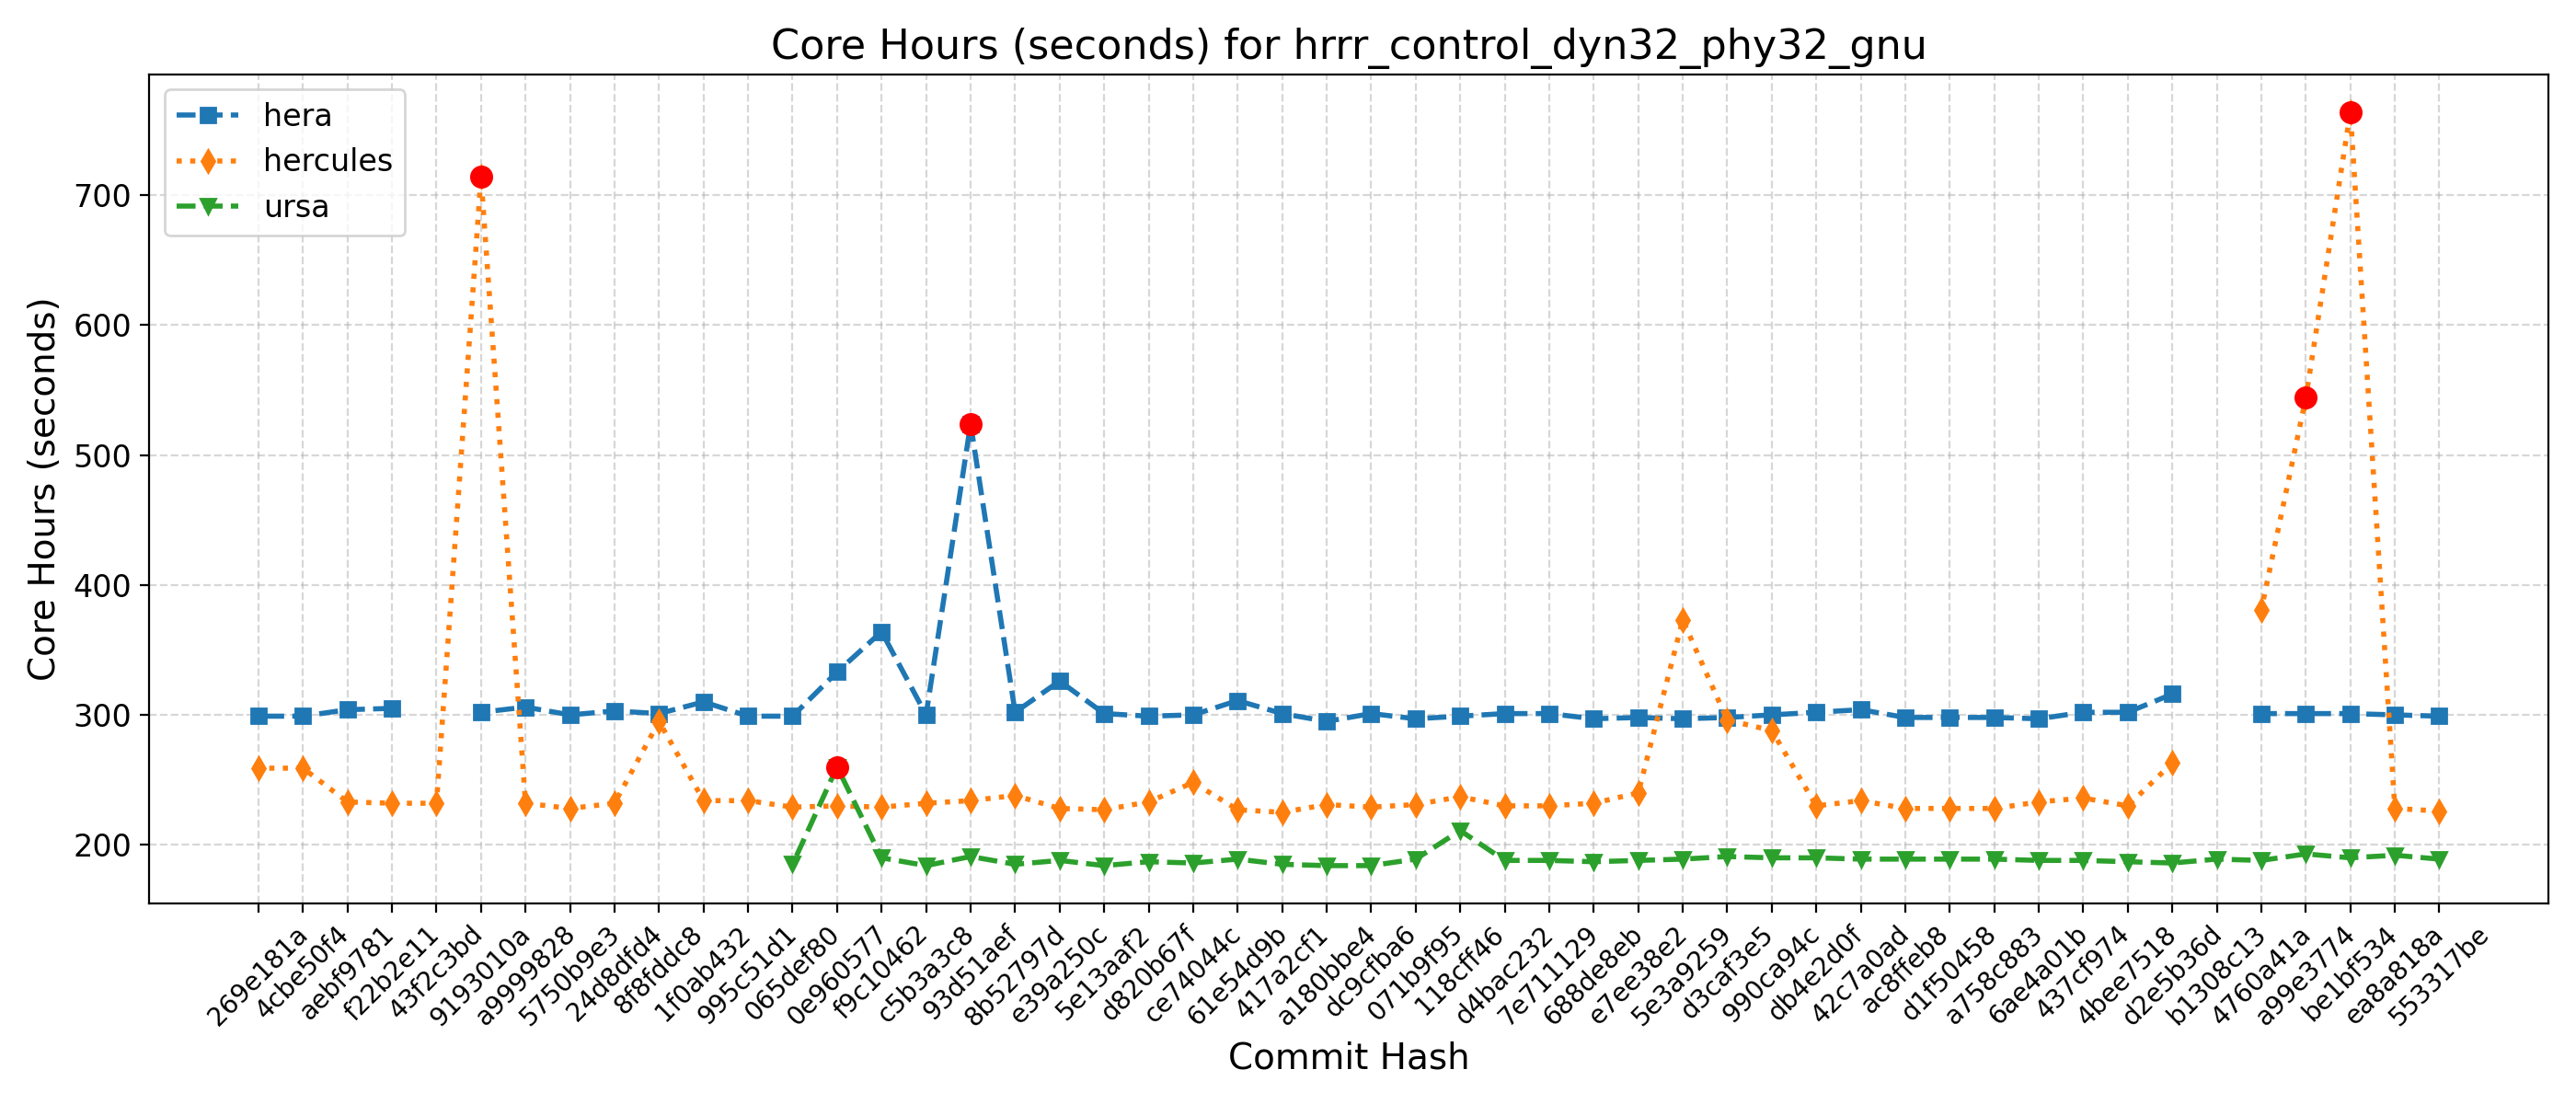 Core Hours (seconds) for hrrr_control_dyn32_phy32_gnu
hera
hercules
ursa
Core Hours (seconds)
700
600
500
400
300
200
269e181a
4cbe50f4
aebf9781
f22b2e11
43f2c3bd
9193010a
a9999828
5750b9e3
24d8dfd4
8f8fddc8
1f0ab432
995c51d1
065def80
0e960577
f9c10462
c5b3a3c8
93d51aef
8b52797d
e39a250c
5e13aaf2
d820b67f
ce74044c
61e54d9b
417a2cf1
a180bbe4
dc9cfba6
071b9f95
118cff46
d4bac232
7e711129
688de8eb
e7ee38e2
5e3a9259
d3caf3e5
990ca94c
db4e2d0f
42c7a0ad
ac8ffeb8
d1f50458
a758c883
6ae4a01b
437cf974
4bee7518
d2e5b36d
b1308c13
4760a41a
a99e3774
be1bf534
ea8a818a
553317be
Commit Hash